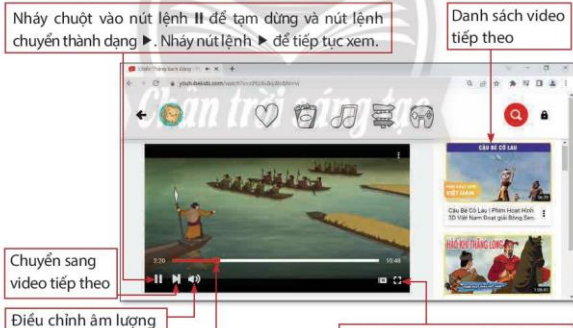 Nháy chuột vào nút lệnh ⏸ để tạm dừng và nút lệnh
chuyển thành dạng ▶. Nháy nút lệnh ▶ để tiếp tục xem.
Danh sách video
tiếp theo
Chân trời sáng tạo
CẬU BÉ CỜ LAU
VIỆT NAM
Cậu Bé Cờ Lau | Phim Hoạt Hình
3D Việt Nam Đoạt giải Bông Sen
HÀO KHÍ THĂNG LONG
3:20
10:48
Chuyển sang
video tiếp theo
Điều chỉnh âm lượng